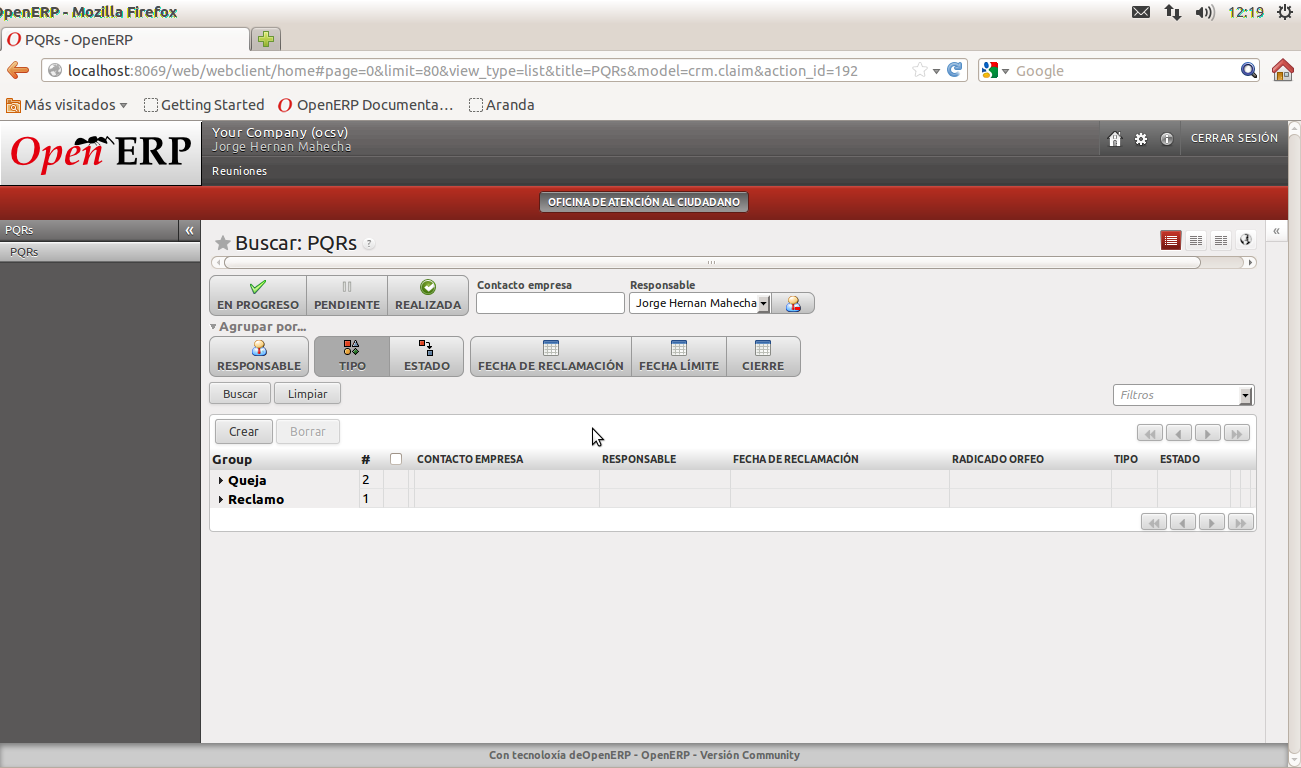 OpenERP - Mozilla Firefox
12:19
PQRs - OpenERP
localhost:8069/web/webclient/home#page=0&limit=80&view_type=list&title=PQRs&model=crm.claim&action_id=192
Google
Más visitados
Getting Started
OpenERP Documenta...
Aranda
Open ERP
Your Company (ocsv)
Jorge Hernan Mahecha
CERRAR SESIÓN
Reuniones
OFICINA DE ATENCIÓN AL CIUDADANO
PQRs «
PQRs
Buscar: PQRs ?
«
EN PROGRESO PENDIENTE REALIZADA
Contacto empresa
Responsable
Jorge Hernan Mahecha
Agrupar por...
RESPONSABLE TIPO ESTADO FECHA DE RECLAMACIÓN FECHA LÍMITE CIERRE
Buscar Limpiar
Filtros
Crear Borrar
Group # CONTACTO EMPRESA RESPONSABLE FECHA DE RECLAMACIÓN RADICADO ORFEO TIPO ESTADO
Queja 2
Reclamo 1
Con tecnoloxia deOpenERP - OpenERP - Versión Community